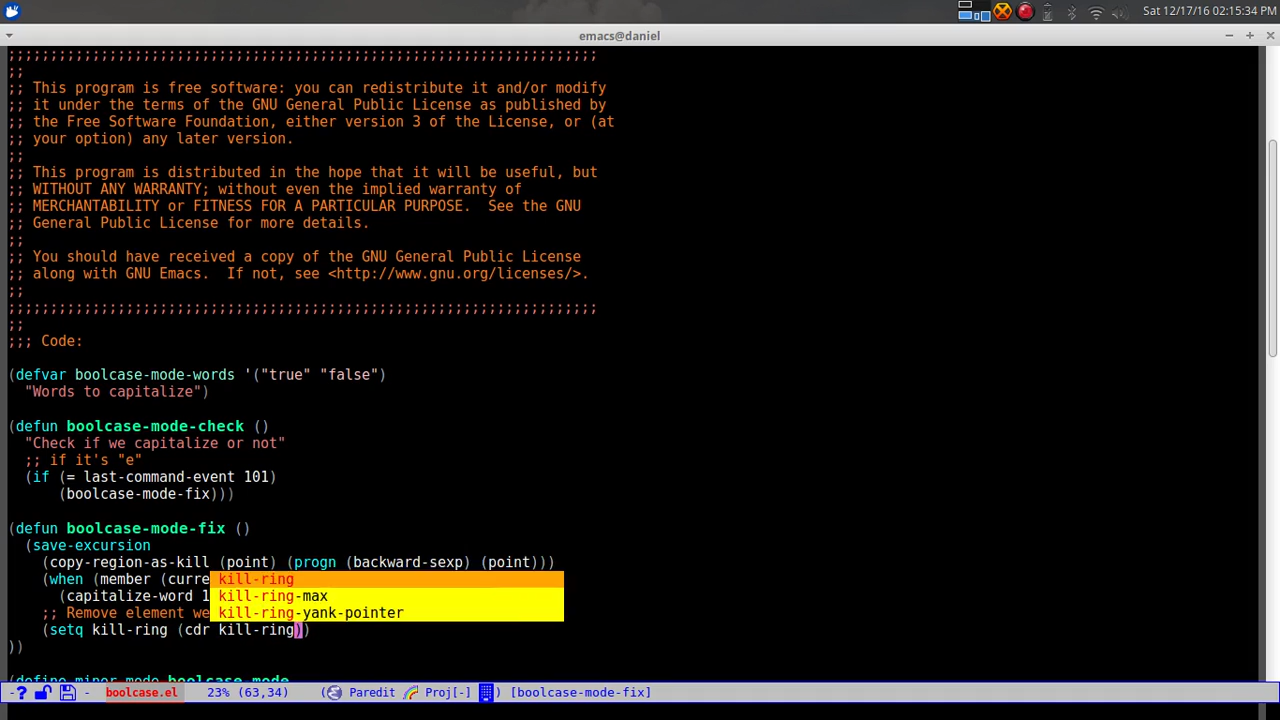 Sat 12/17/16 02:15:34 PM
emacs@daniel
;;;;;;;;;;;;;;;;;;;;;;;;;;;;;;;;;;;;;;;;;;;;;;;;;;;;;;;;;;;;;;;;;;;;;;
;;
;; This program is free software: you can redistribute it and/or modify
;; it under the terms of the GNU General Public License as published by
;; the Free Software Foundation, either version 3 of the License, or (at
;; your option) any later version.
;;
;; This program is distributed in the hope that it will be useful, but
;; WITHOUT ANY WARRANTY; without even the implied warranty of
;; MERCHANTABILITY or FITNESS FOR A PARTICULAR PURPOSE.  See the GNU
;; General Public License for more details.
;;
;; You should have received a copy of the GNU General Public License
;; along with GNU Emacs.  If not, see <http://www.gnu.org/licenses/>.
;;
;;;;;;;;;;;;;;;;;;;;;;;;;;;;;;;;;;;;;;;;;;;;;;;;;;;;;;;;;;;;;;;;;;;;;;
;;
;;; Code:
(defvar boolcase-mode-words '("true" "false")
  "Words to capitalize")
(defun boolcase-mode-check ()
  "Check if we capitalize or not"
  ;; if it's "e"
  (if (= last-command-event 101)
      (boolcase-mode-fix)))
(defun boolcase-mode-fix ()
  (save-excursion
    (copy-region-as-kill (point) (progn (backward-sexp) (point)))
    (when (member (curre kill-ring
      (capitalize-word 1 kill-ring-max
    ;; Remove element we kill-ring-yank-pointer
    (setq kill-ring (cdr kill-ring))
))
(define-minor-mode boolcase-mode
-? - boolcase.el 23% (63,34) ( Paredit Proj[-] ) [boolcase-mode-fix]